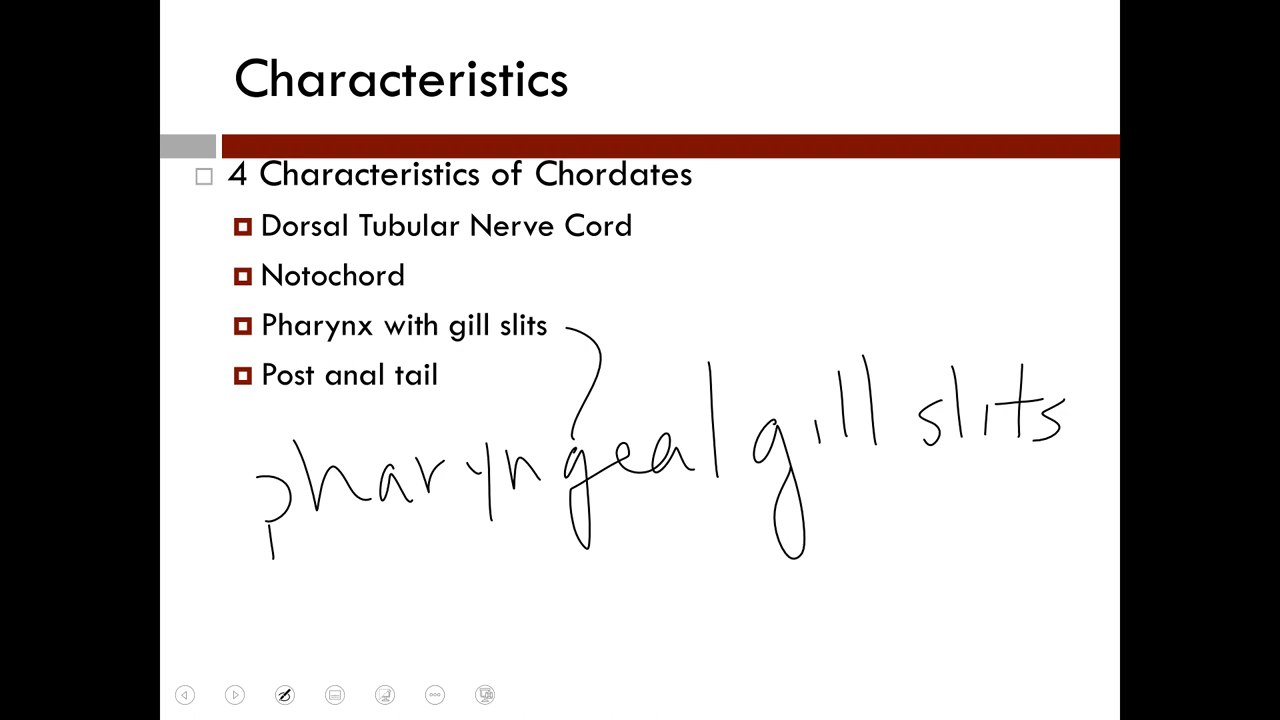 Characteristics
4 Characteristics of Chordates
Dorsal Tubular Nerve Cord
Notochord
Pharynx with gill slits
Post anal tail
pharyngeal gill slits